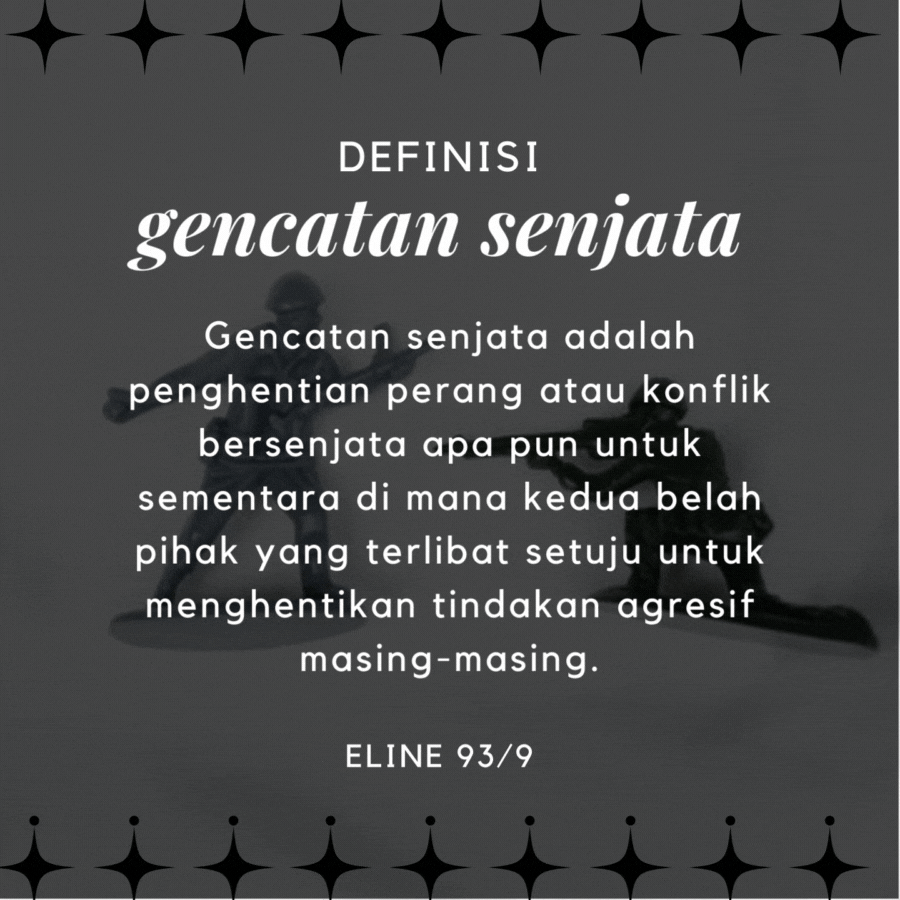 DEFINISI
gencatan senjata
Gencatan senjata adalah
penghentian perang atau konflik
bersenjata apa pun untuk
sementara di mana kedua belah
pihak yang terlibat setuju untuk
menghentikan tindakan agresif
masing-masing.
ELINE 93/9